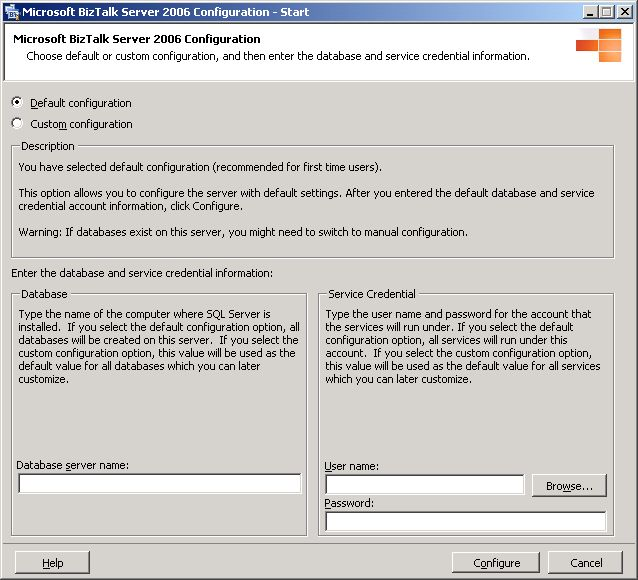 Microsoft BizTalk Server 2006 Configuration - Start
Microsoft BizTalk Server 2006 Configuration
Choose default or custom configuration, and then enter the database and service credential information.
Default configuration
Custom configuration
Description
You have selected default configuration (recommended for first time users).
This option allows you to configure the server with default settings. After you entered the default database and service
credential account information, click Configure.
Warning: If databases exist on this server, you might need to switch to manual configuration.
Enter the database and service credential information:
Database
Type the name of the computer where SQL Server is
installed. If you select the default configuration option, all
databases will be created on this server. If you select the
custom configuration option, this value will be used as the
default value for all databases which you can later
customize.
Database server name:
Service Credential
Type the user name and password for the account that
the services will run under. If you select the default
configuration option, all services will run under this
account. If you select the custom configuration option,
this value will be used as the default value for all services
which you can later customize.
User name:
Browse...
Password:
Help
Configure
Cancel